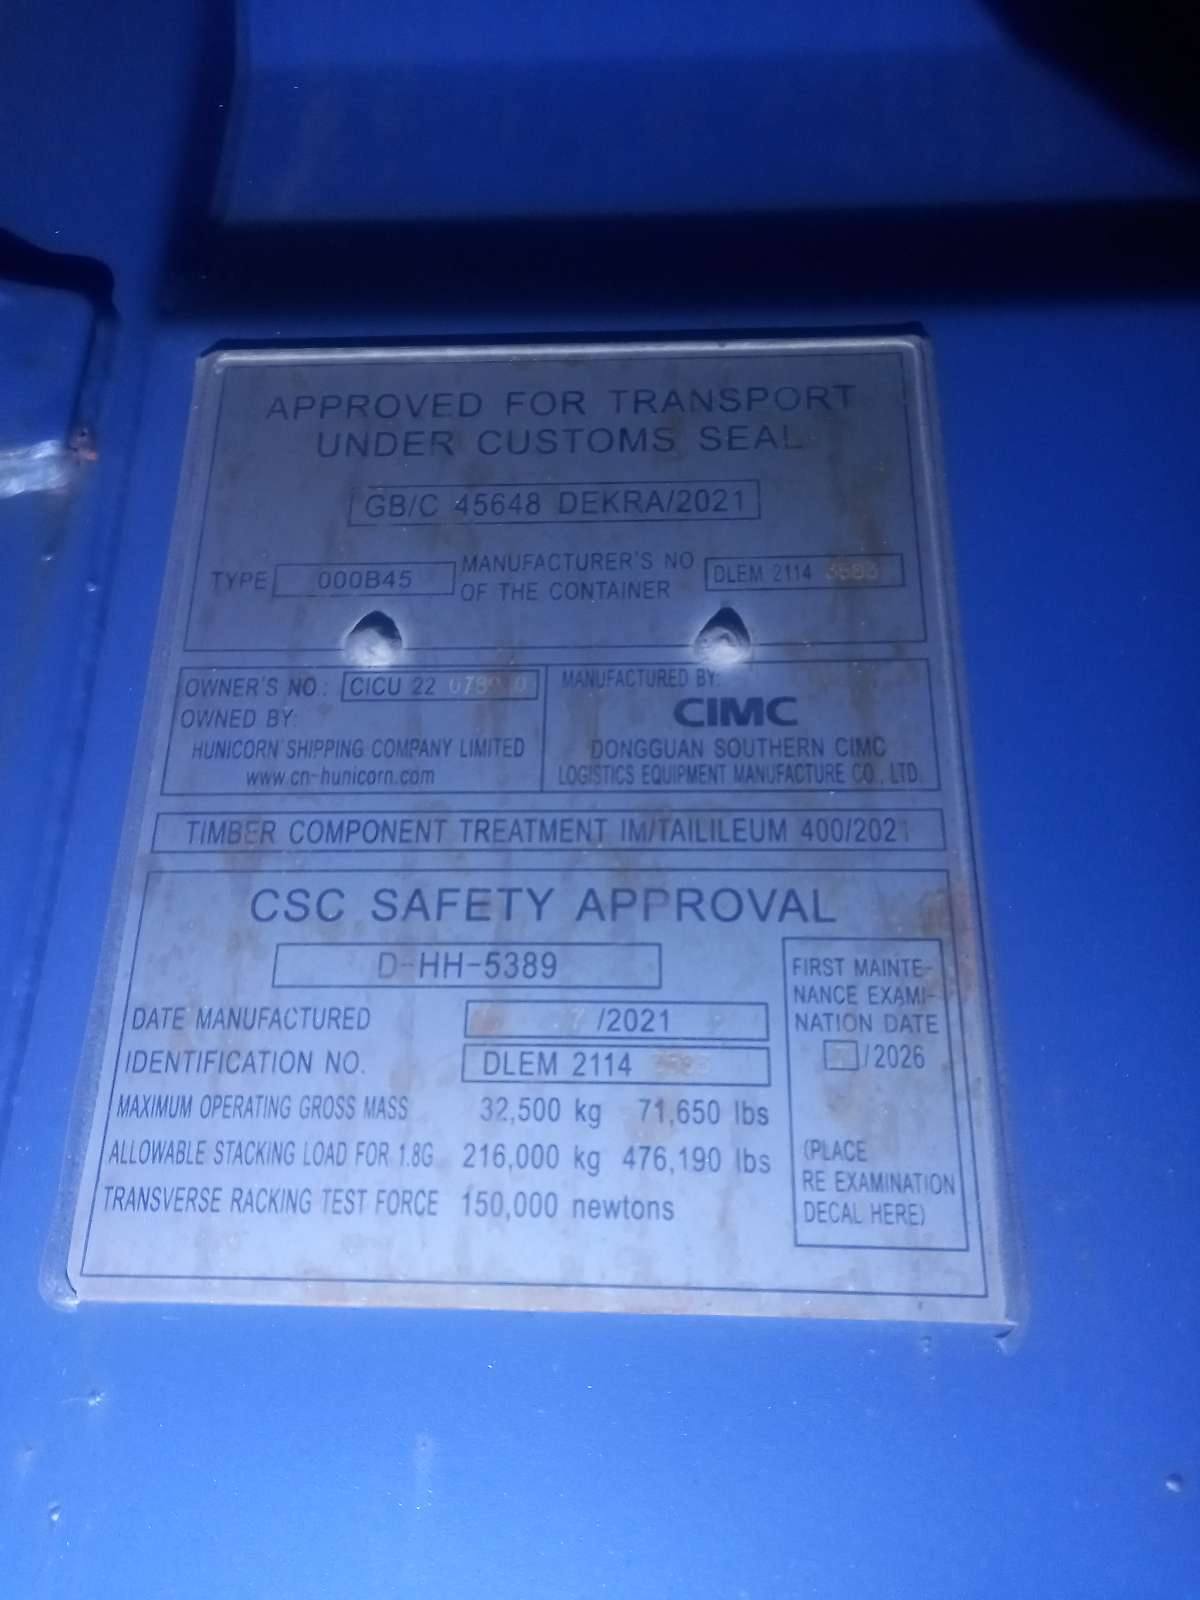 APPROVED FOR TRANSPORT
UNDER CUSTOMS SEAL
GB/C 45648 DEKRA/2021
TYPE 000B45
MANUFACTURER'S NO
OF THE CONTAINER
DLEM 2114
OWNER'S NO.: CICU 22
OWNED BY:
HUNICORN SHIPPING COMPANY LIMITED
www.cn-hunicorn.com
MANUFACTURED BY:
CIMC
DONGGUAN SOUTHERN CIMC
LOGISTICS EQUIPMENT MANUFACTURE CO., LTD.
TIMBER COMPONENT TREATMENT IM/TAILILEUM 400/2021
CSC SAFETY APPROVAL
D-HH-5389
DATE MANUFACTURED 7 /2021
IDENTIFICATION NO. DLEM 2114
MAXIMUM OPERATING GROSS MASS 32,500 kg 71,650 lbs
ALLOWABLE STACKING LOAD FOR 1.8G 216,000 kg 476,190 lbs
TRANSVERSE RACKING TEST FORCE 150,000 newtons
FIRST MAINTE-
NANCE EXAMI-
NATION DATE
/2026
(PLACE
RE EXAMINATION
DECAL HERE)